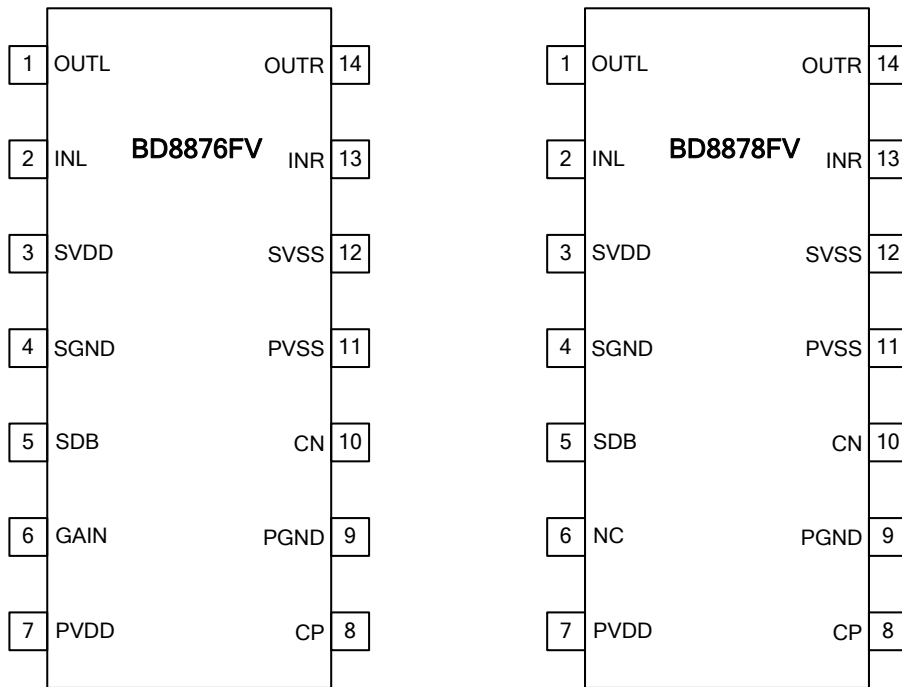 BD8876FV
1 OUTL OUTR 14
2 INL INR 13
3 SVDD SVSS 12
4 SGND PVSS 11
5 SDB CN 10
6 GAIN PGND 9
7 PVDD CP 8
BD8878FV
1 OUTL OUTR 14
2 INL INR 13
3 SVDD SVSS 12
4 SGND PVSS 11
5 SDB CN 10
6 NC PGND 9
7 PVDD CP 8